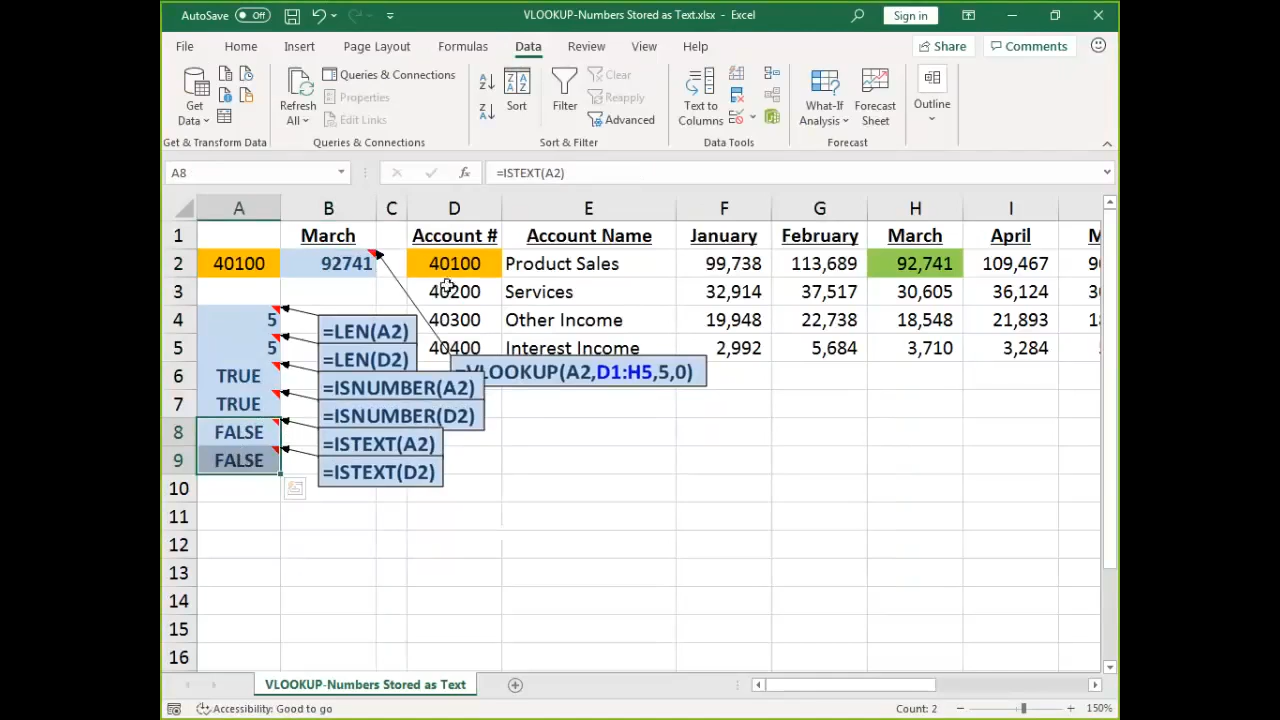 AutoSave Off VLOOKUP-Numbers Stored as Text.xlsx - Excel Sign in
File Home Insert Page Layout Formulas Data Review View Help Share Comments
Get Data
Refresh All
Queries & Connections
Properties
Edit Links
Sort
Filter
Clear
Reapply
Advanced
Text to Columns
What-If Analysis
Forecast Sheet
Outline
Get & Transform Data Queries & Connections Sort & Filter Data Tools Forecast
A8 fx =ISTEXT(A2)
A B C D E F G H I
1 March Account # Account Name January February March April M
2 40100 92741 40100 Product Sales 99,738 113,689 92,741 109,467
3 40200 Services 32,914 37,517 30,605 36,124
4 5 =LEN(A2) 40300 Other Income 19,948 22,738 18,548 21,893
5 5 =LEN(D2) 40400 Interest Income 2,992 5,684 3,710 3,284
=VLOOKUP(A2,D1:H5,5,0)
6 TRUE =ISNUMBER(A2)
7 TRUE =ISNUMBER(D2)
8 FALSE =ISTEXT(A2)
9 FALSE =ISTEXT(D2)
10
11
12
13
14
15
16
VLOOKUP-Numbers Stored as Text
Accessibility: Good to go Count: 2 150%